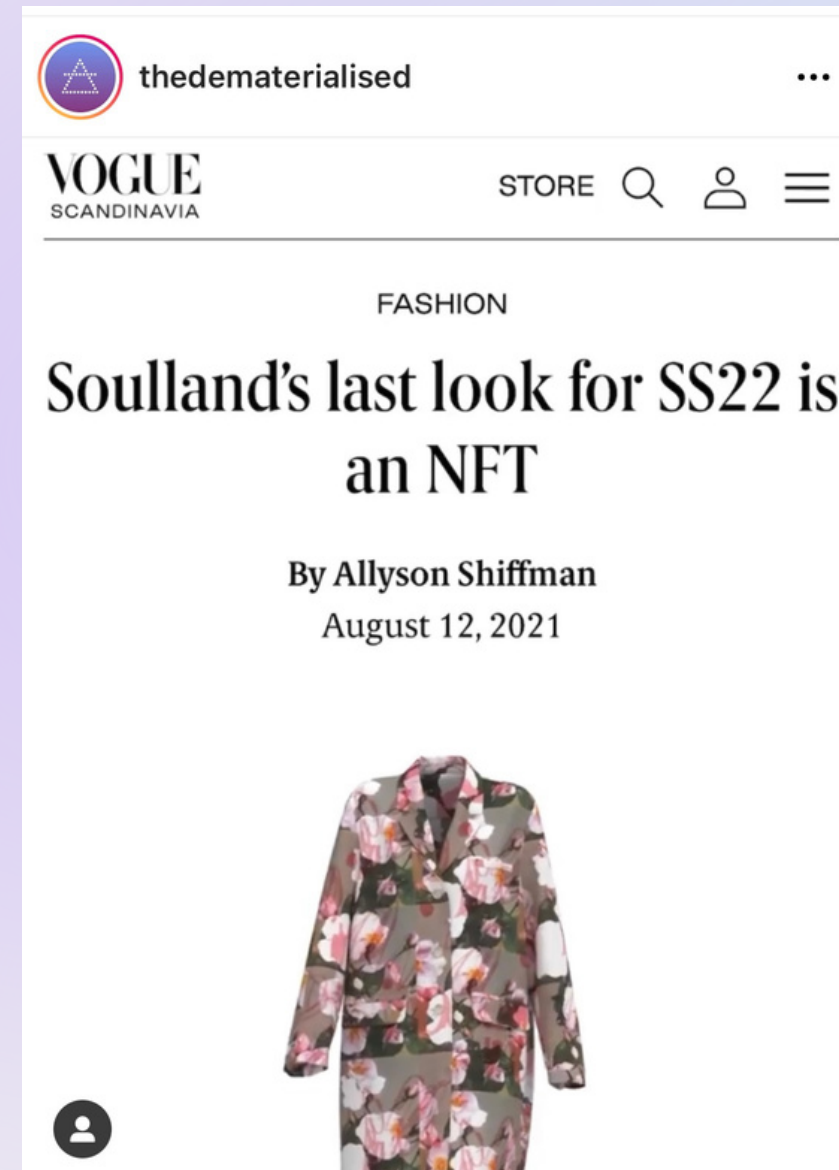 thedematerialised
VOGUE
SCANDINAVIA
STORE
FASHION
Soulland's last look for SS22 is
an NFT
By Allyson Shiffman
August 12, 2021